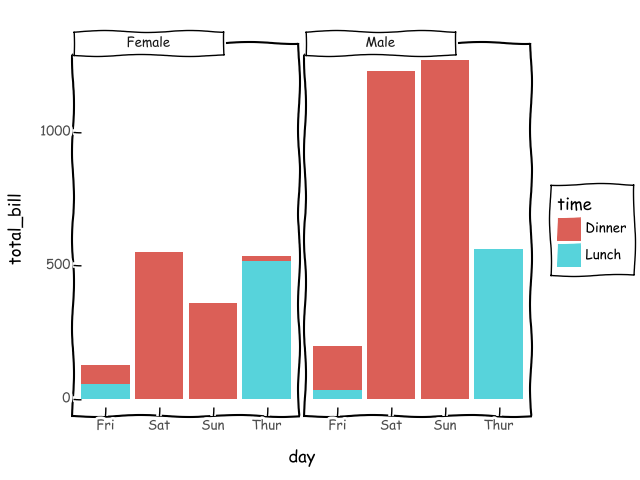 Female
Male
1000
500
0
total_bill
Fri Sat Sun Thur
Fri Sat Sun Thur
day
time
Dinner
Lunch